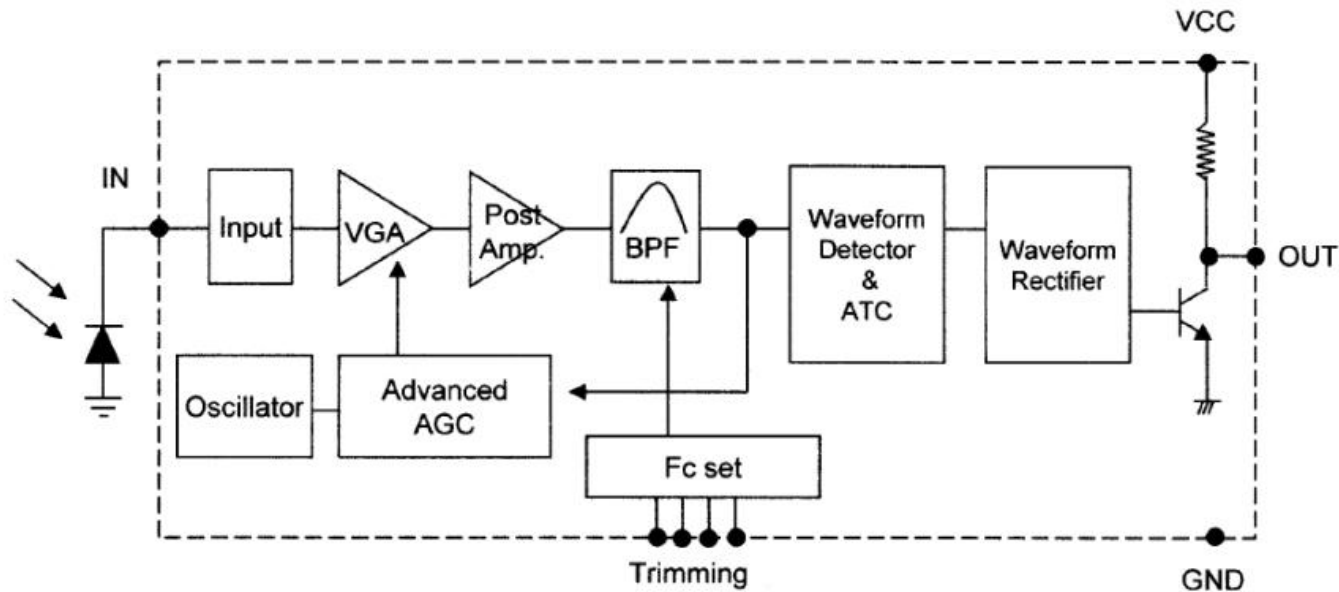 VCC
IN
Input
VGA
Post
Amp.
BPF
Waveform
Detector
&
ATC
Waveform
Rectifier
OUT
Oscillator
Advanced
AGC
Fc set
Trimming
GND